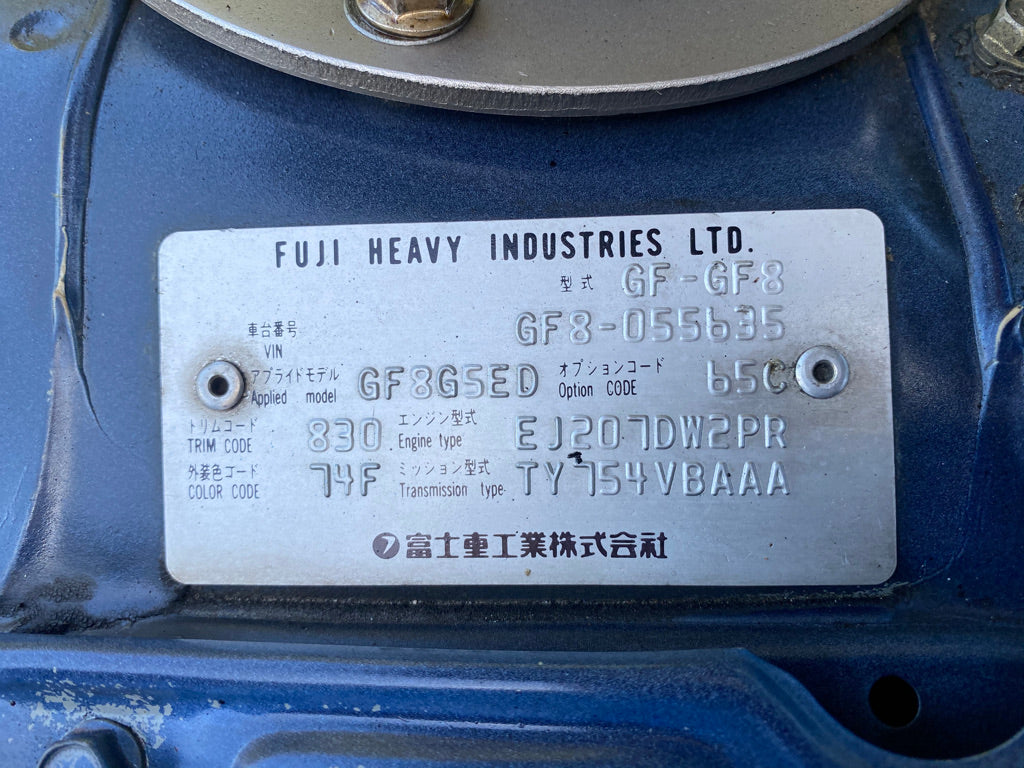 FUJI HEAVY INDUSTRIES LTD.
型式 GF-GF8
車台番号 VIN GF8-055635
アプライドモデル Applied model GF8G5ED オプションコード Option CODE 65C
トリムコード TRIM CODE 830 エンジン型式 Engine type EJ207DW2PR
外装色コード COLOR CODE 74F ミッション型式 Transmission type TY754VBAAA
7 富士重工業株式会社